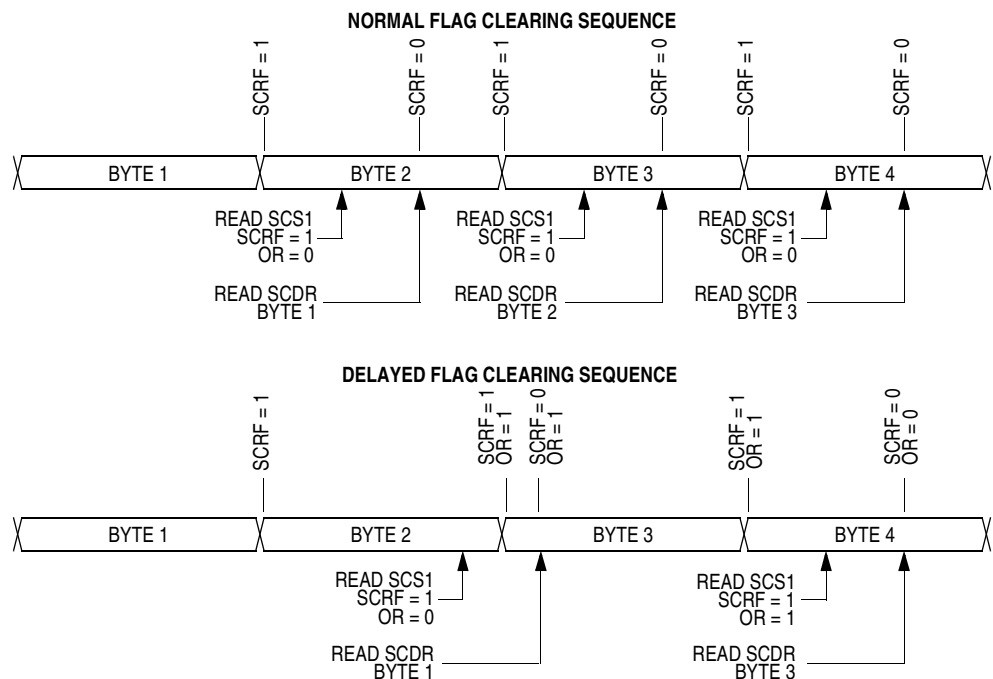 NORMAL FLAG CLEARING SEQUENCE
SCRF = 1
SCRF = 0
SCRF = 1
SCRF = 0
SCRF = 1
SCRF = 0
BYTE 1
BYTE 2
BYTE 3
BYTE 4
READ SCS1
SCRF = 1
OR = 0
READ SCS1
SCRF = 1
OR = 0
READ SCS1
SCRF = 1
OR = 0
READ SCDR
BYTE 1
READ SCDR
BYTE 2
READ SCDR
BYTE 3
DELAYED FLAG CLEARING SEQUENCE
SCRF = 1
SCRF = 1
OR = 1
SCRF = 0
OR = 1
SCRF = 1
OR = 1
SCRF = 0
OR = 0
BYTE 1
BYTE 2
BYTE 3
BYTE 4
READ SCS1
SCRF = 1
OR = 0
READ SCS1
SCRF = 1
OR = 1
READ SCDR
BYTE 1
READ SCDR
BYTE 3